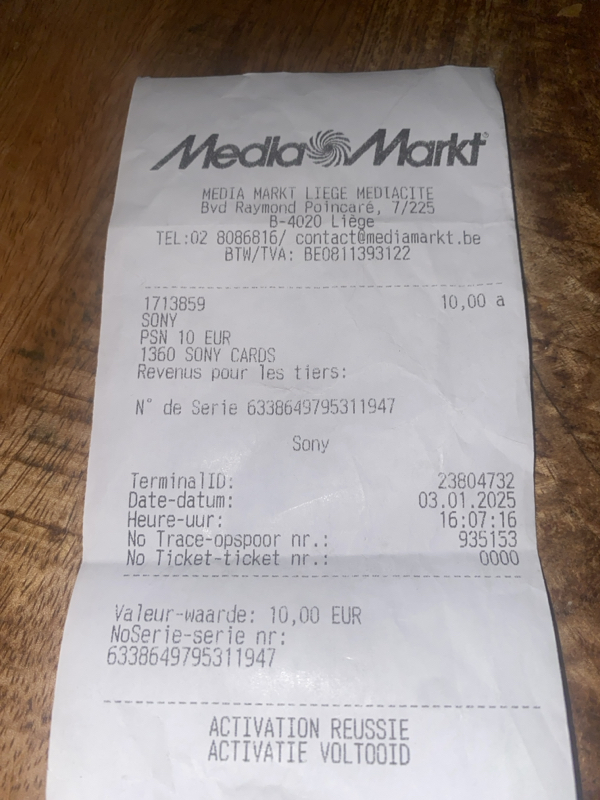 Media Markt
MEDIA MARKT LIEGE MEDIACITE
Bvd Raymond Poincaré, 7/225
B-4020 Liège
TEL:02 8086816/ contact@mediamarkt.be
BTW/TVA: BE0811393122
1713859 10,00 a
SONY
PSN 10 EUR
1360 SONY CARDS
Revenus pour les tiers:
N° de Serie 6338649795311947
Sony
TerminalID: 23804732
Date-datum: 03.01.2025
Heure-uur: 16:07:16
No Trace-opspoor nr.: 935153
No Ticket-ticket nr.: 0000
Valeur-waarde: 10,00 EUR
NoSerie-serie nr:
6338649795311947
ACTIVATION REUSSIE
ACTIVATIE VOLTOOID